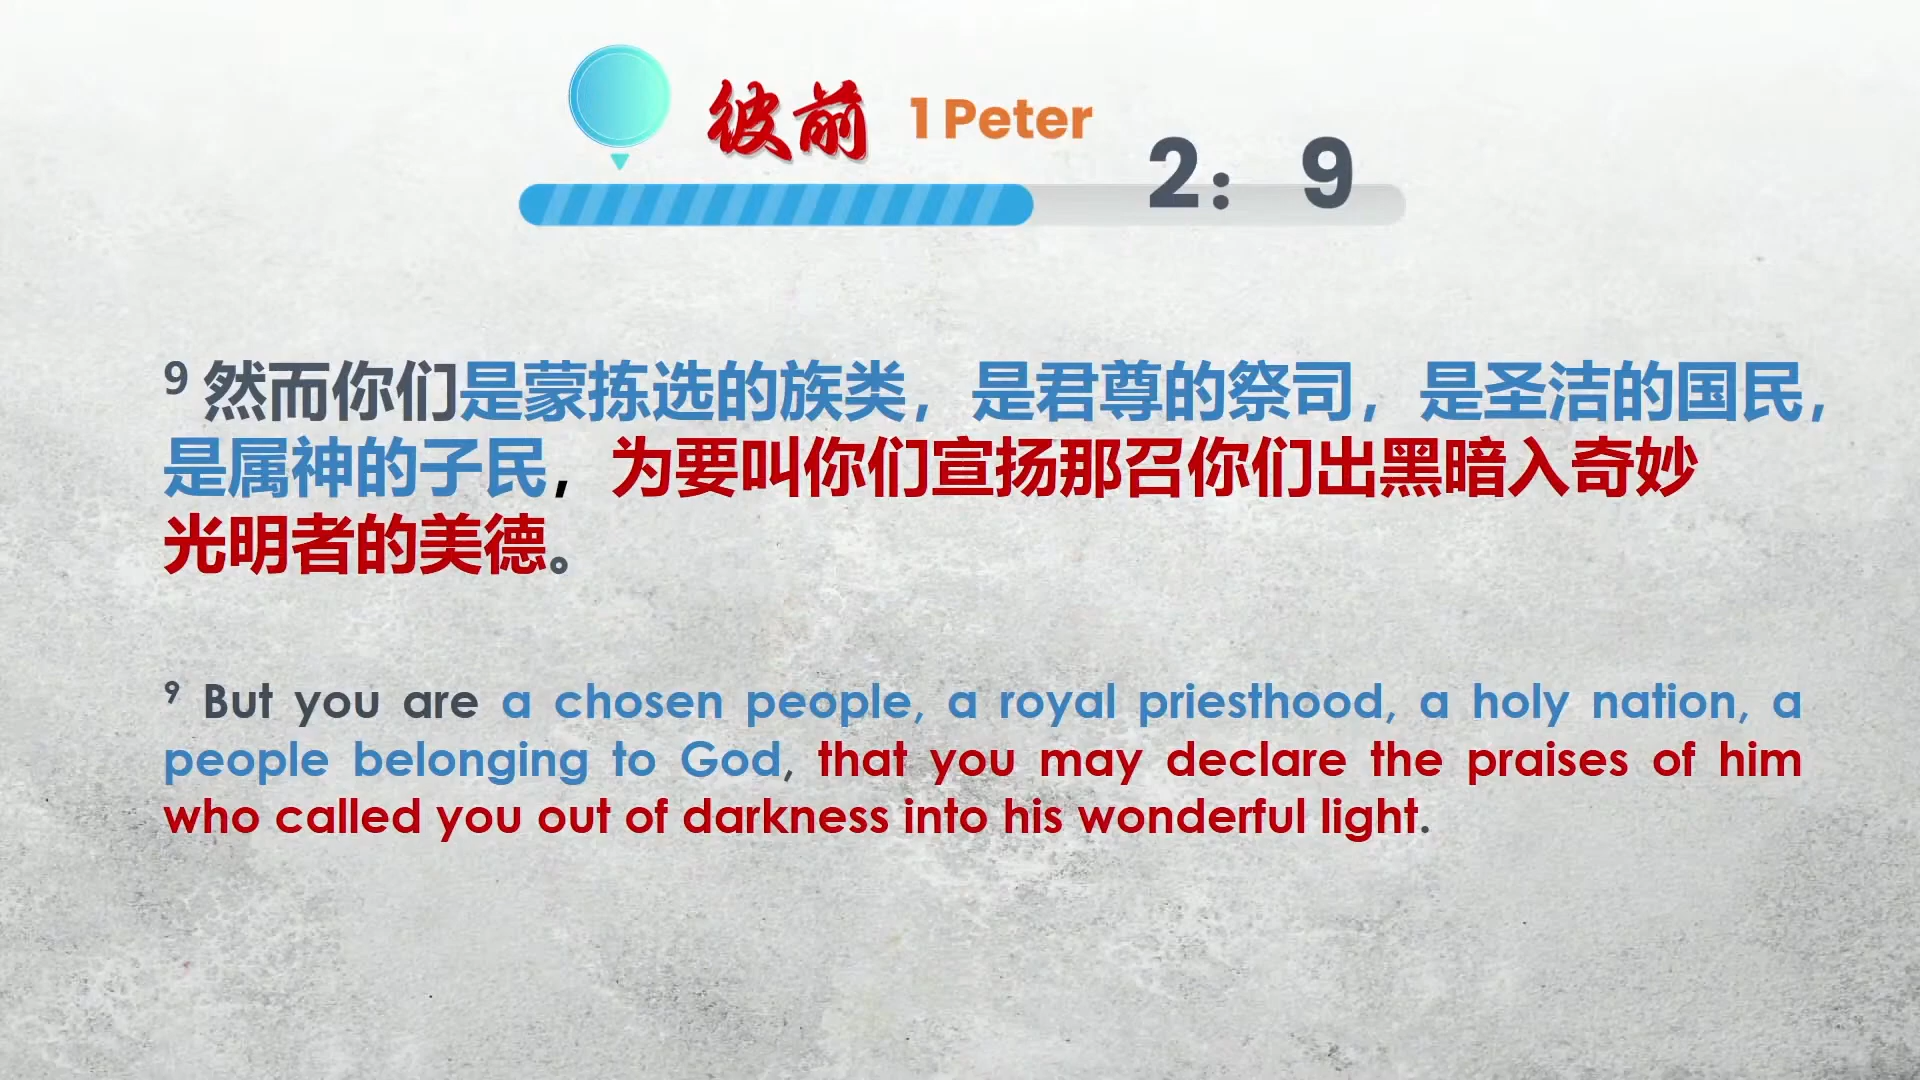 彼前 1 Peter 2：9
9 然而你们是蒙拣选的族类，是君尊的祭司，是圣洁的国民，
是属神的子民，为要叫你们宣扬那召你们出黑暗入奇妙
光明者的美德。
9 But you are a chosen people, a royal priesthood, a holy nation, a
people belonging to God, that you may declare the praises of him
who called you out of darkness into his wonderful light.